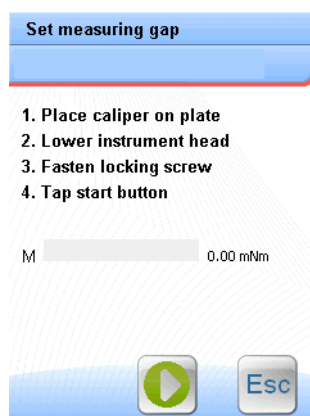 Set measuring gap
1. Place caliper on plate
2. Lower instrument head
3. Fasten locking screw
4. Tap start button
M 0.00 mNm
Esc